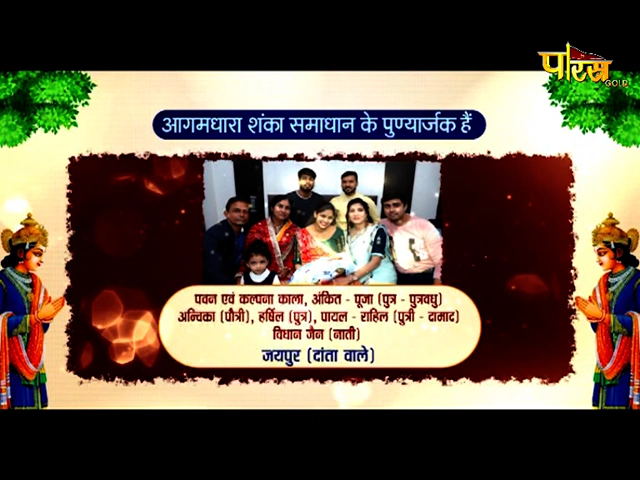 पारस
GOLD
आगमधारा शंका समाधान के पुण्यार्जक हैं
पवन एवं कल्पना काला, अंकित - पूजा (पुत्र - पुत्रवधु)
अन्विका (पौत्री), हर्षिल (पुत्र), पायल - राहिल (पुत्री - दामाद)
विधान जैन (नाती)
जयपुर (दांता वाले)